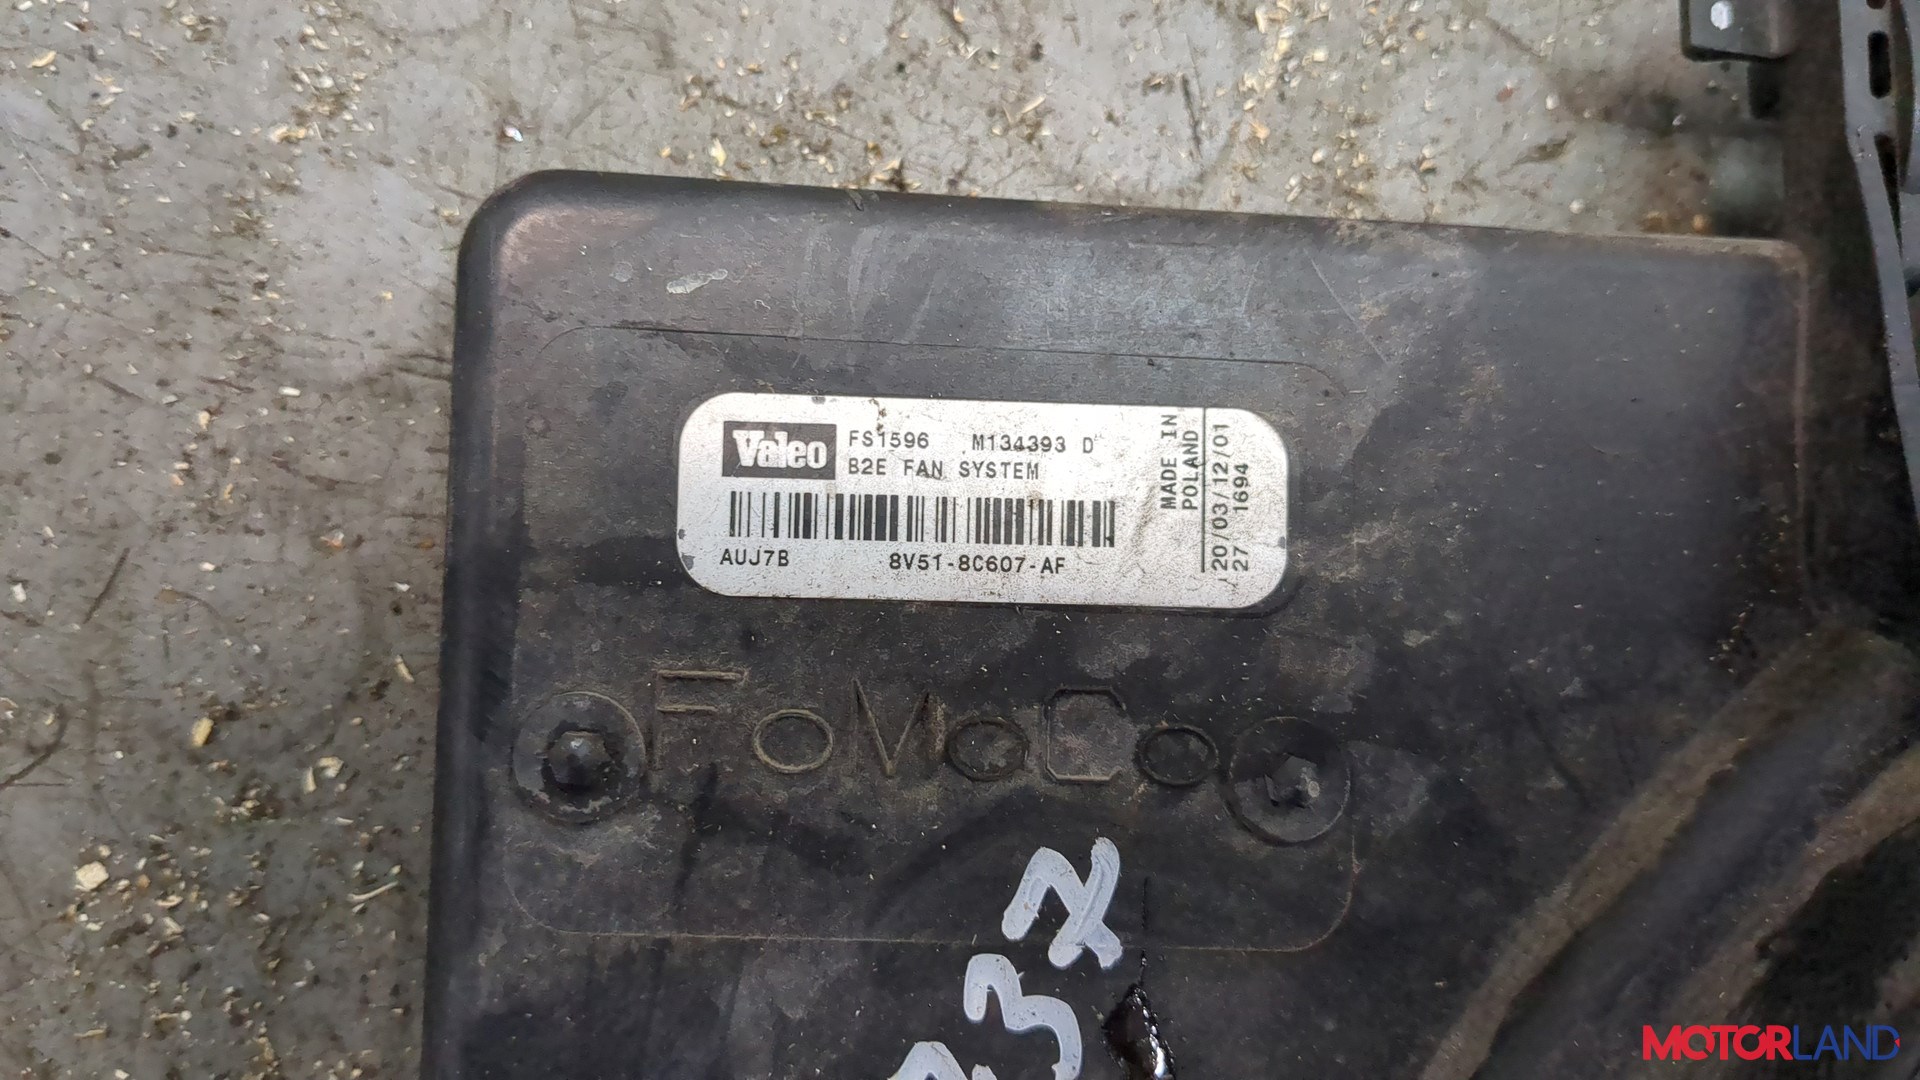 Valeo
FS1596 M134393 D
B2E FAN SYSTEM
AUJ7B 8V51-8C607-AF
MADE IN
POLAND
20/03/12/01
27 1694
FoMoCo
37
MOTORLAND